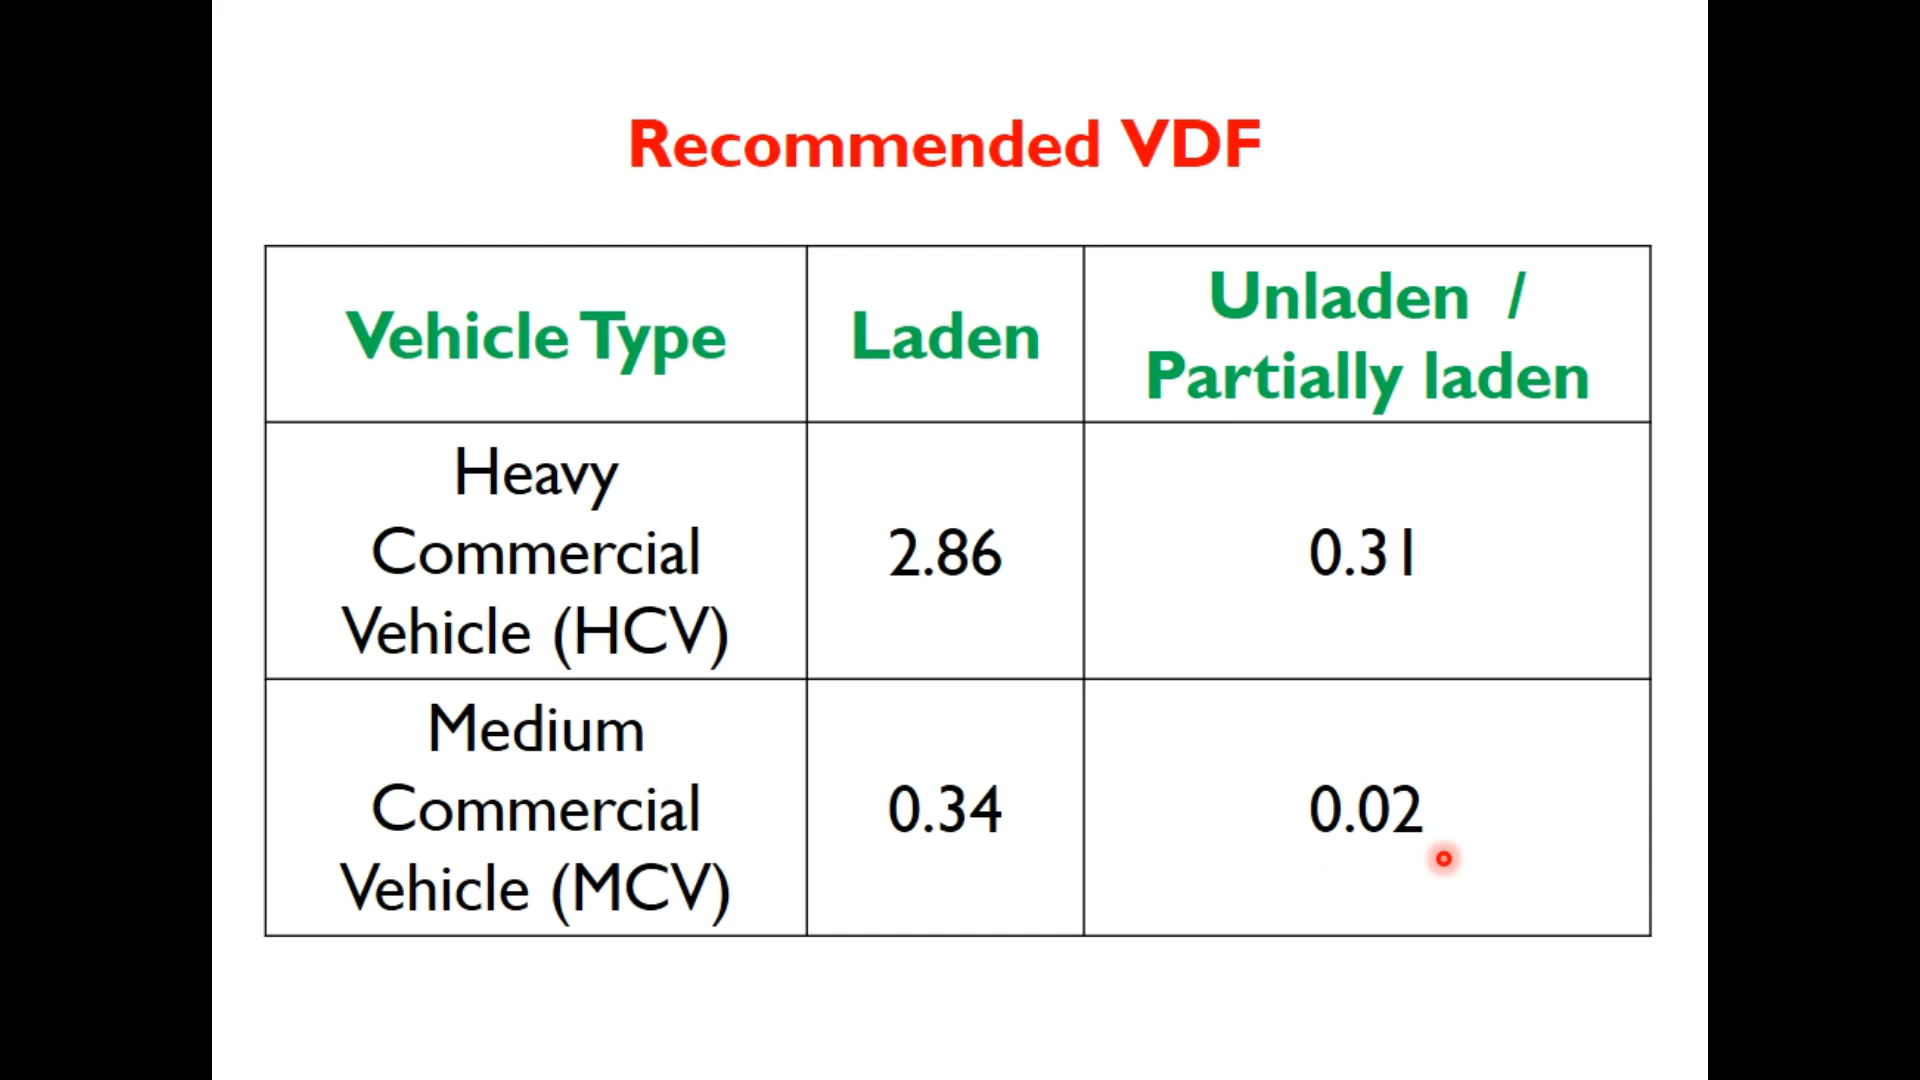 Recommended VDF
Vehicle Type
Laden
Unladen /
Partially laden
Heavy
Commercial
Vehicle (HCV)
2.86
0.31
Medium
Commercial
Vehicle (MCV)
0.34
0.02